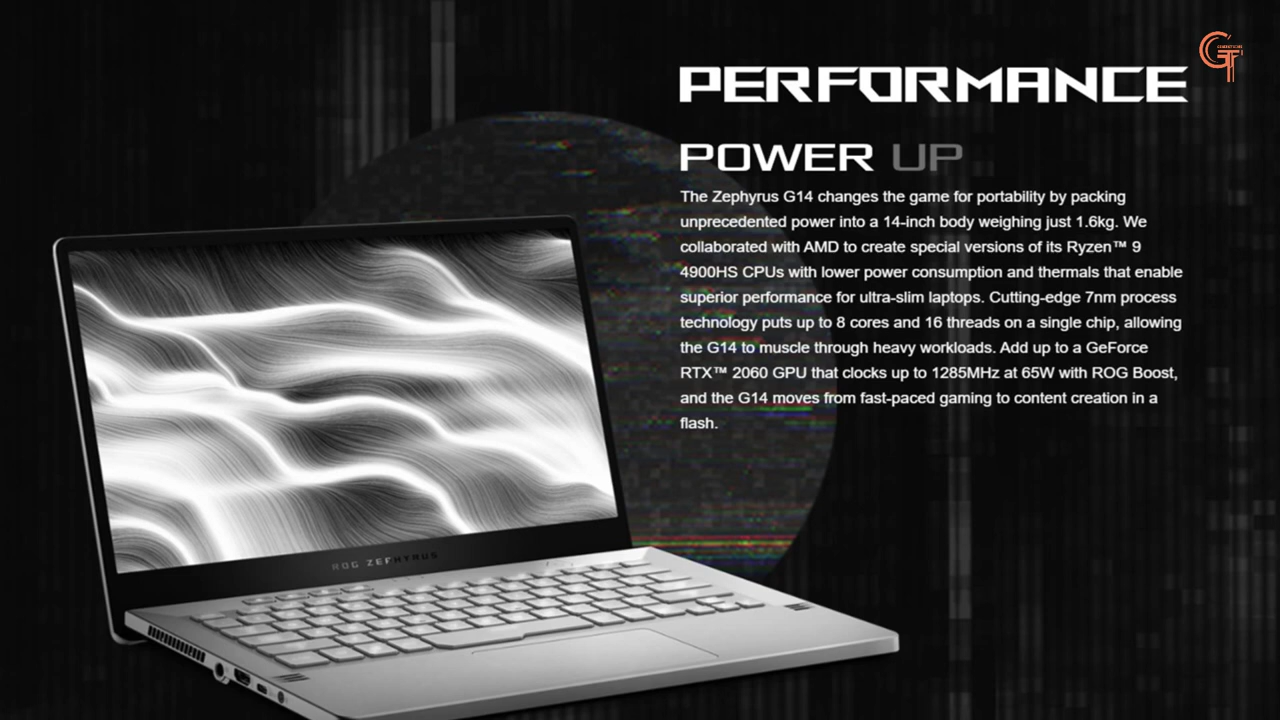 PERFORMANCE
POWER UP
The Zephyrus G14 changes the game for portability by packing
unprecedented power into a 14-inch body weighing just 1.6kg. We
collaborated with AMD to create special versions of its Ryzen™ 9
4900HS CPUs with lower power consumption and thermals that enable
superior performance for ultra-slim laptops. Cutting-edge 7nm process
technology puts up to 8 cores and 16 threads on a single chip, allowing
the G14 to muscle through heavy workloads. Add up to a GeForce
RTX™ 2060 GPU that clocks up to 1285MHz at 65W with ROG Boost,
and the G14 moves from fast-paced gaming to content creation in a
flash.
ROG ZEPHYRUS